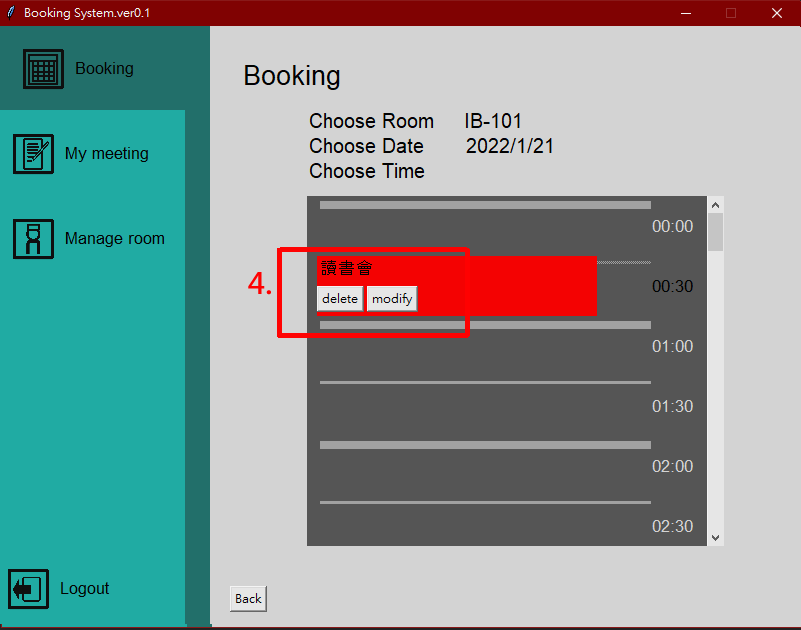 Booking System.ver0.1
Booking
My meeting
Manage room
Logout
Booking
Choose Room IB-101
Choose Date 2022/1/21
Choose Time
00:00
4.
讀書會
delete modify
00:30
01:00
01:30
02:00
02:30
Back